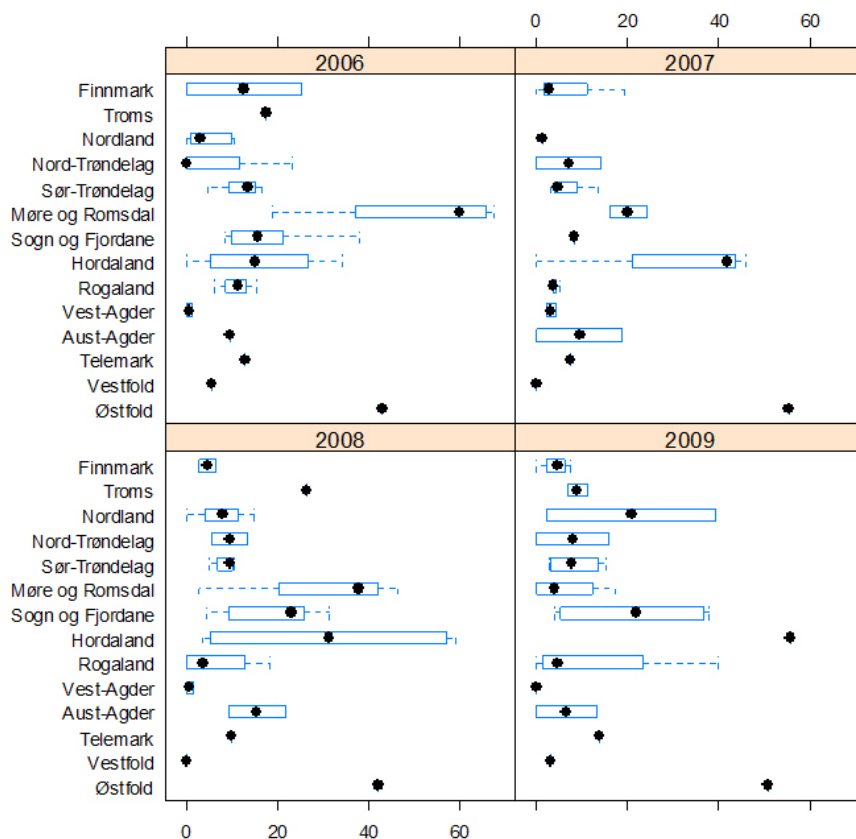 0 20 40 60
2006 2007
Finnmark
Troms
Nordland
Nord-Trøndelag
Sør-Trøndelag
Møre og Romsdal
Sogn og Fjordane
Hordaland
Rogaland
Vest-Agder
Aust-Agder
Telemark
Vestfold
Østfold
2008 2009
Finnmark
Troms
Nordland
Nord-Trøndelag
Sør-Trøndelag
Møre og Romsdal
Sogn og Fjordane
Hordaland
Rogaland
Vest-Agder
Aust-Agder
Telemark
Vestfold
Østfold
0 20 40 60